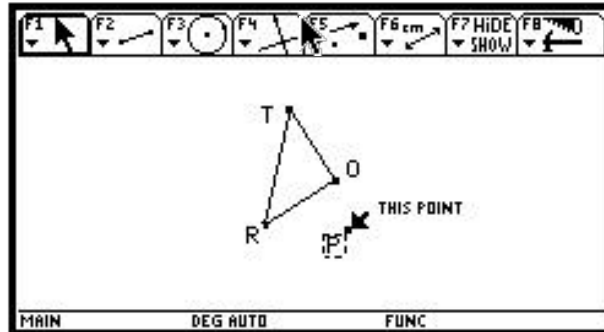 F1 F2 F3 F4 F5 F6 cm F7 HIDE F8
SHOW
T
O
THIS POINT
R
P
MAIN DEG AUTO FUNC